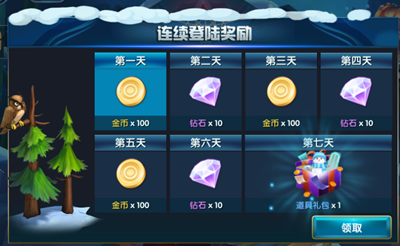 连续登陆奖励
第一天 第二天 第三天 第四天
金币 x 100 钻石 x 10 金币 x 100 钻石 x 10
第五天 第六天 第七天
金币 x 100 钻石 x 10 道具礼包 x 1
领取